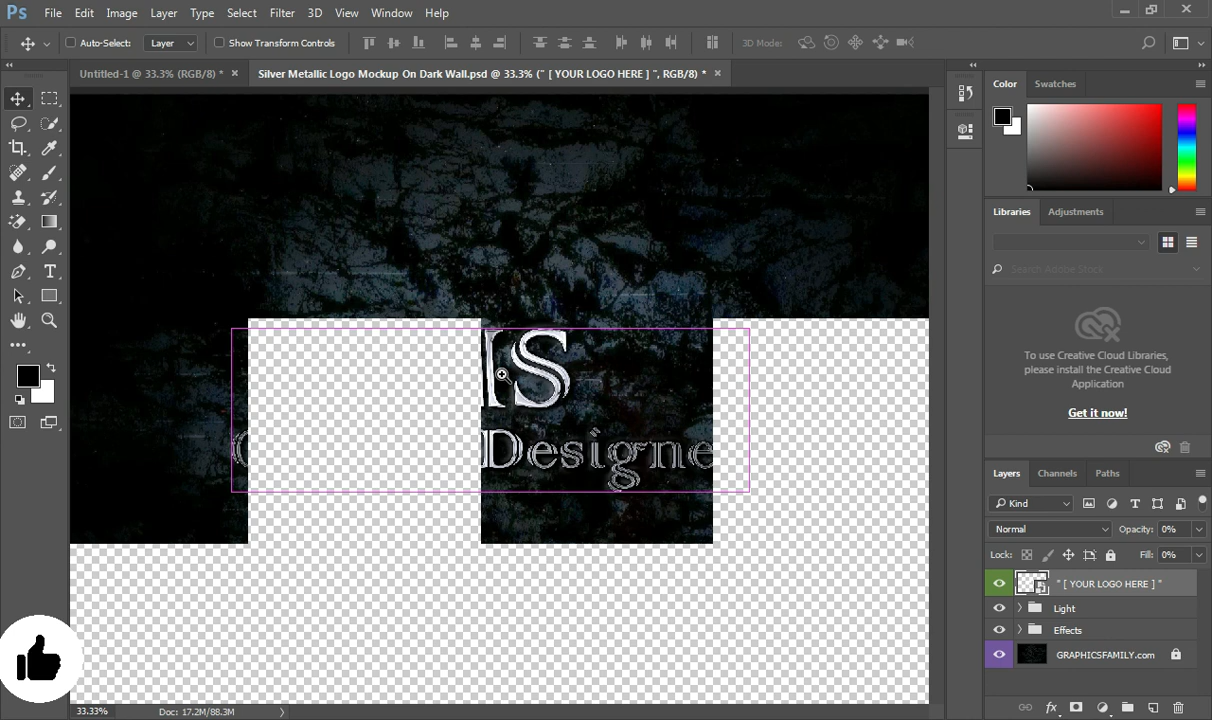 Ps File Edit Image Layer Type Select Filter 3D View Window Help
Auto-Select: Layer Show Transform Controls 3D Mode:
Untitled-1 @ 33.3% (RGB/8) * × Silver Metallic Logo Mockup On Dark Wall.psd @ 33.3% (" [ YOUR LOGO HERE ] ", RGB/8) * ×
Color Swatches
Libraries Adjustments
Search Adobe Stock
To use Creative Cloud Libraries,
please install the Creative Cloud
Application
Get it now!
IS
Designe
Layers Channels Paths
Kind
Normal Opacity: 0%
Lock: Fill: 0%
" [ YOUR LOGO HERE ] "
Light
Effects
GRAPHICSFAMILY.com
33.33% Doc: 17.2M/88.3M